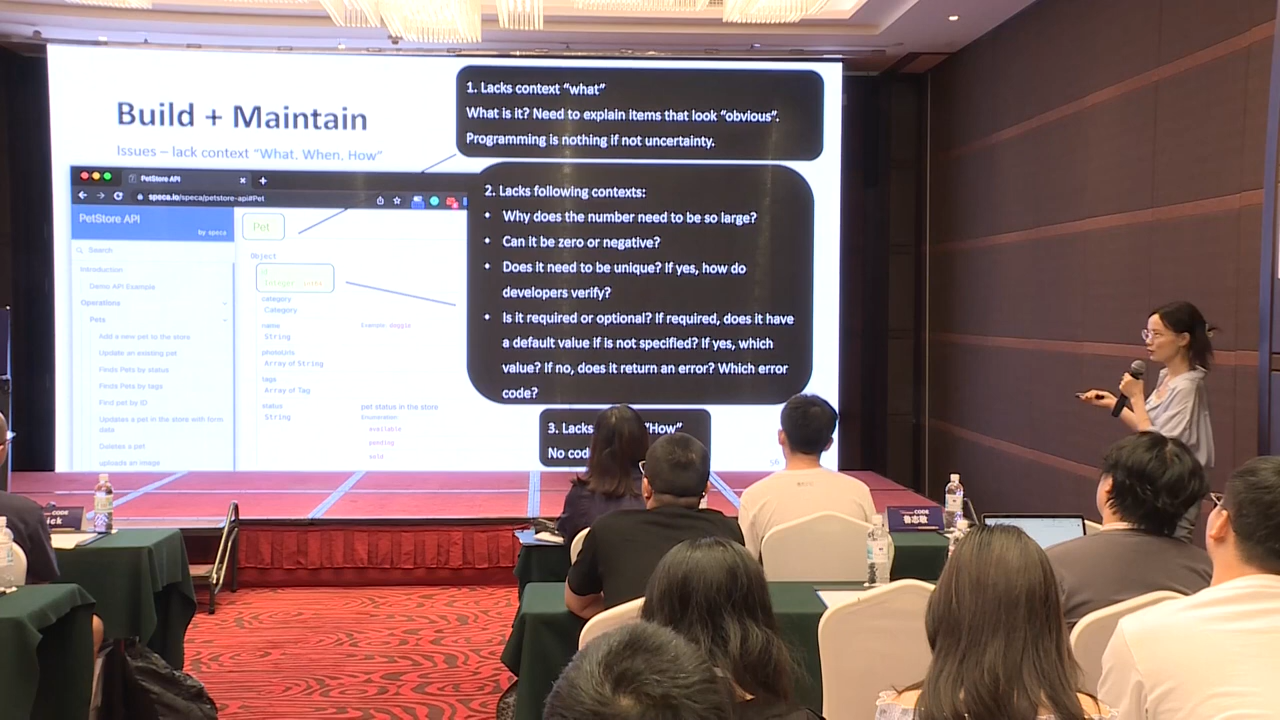 Build + Maintain
Issues – lack context “What, When, How”
1. Lacks context “what”
What is it? Need to explain items that look “obvious”.
Programming is nothing if not uncertainty.
2. Lacks following contexts:
• Why does the number need to be so large?
• Can it be zero or negative?
• Does it need to be unique? If yes, how do
developers verify?
• Is it required or optional? If required, does it have
a default value if is not specified? If yes, which
value? If no, does it return an error? Which error
code?
3. Lacks
"How"
No cod
56
PetStore API
speca.io/speca/petstore-api#Pet
PetStore API
by speca
Search
Introduction
Demo API Example
Operations
Pets
Add a new pet to the store
Update an existing pet
Finds Pets by status
Finds Pets by tags
Find pet by ID
Updates a pet in the store with form
data
Deletes a pet
uploads an image
Pet
Object
category
Category
name
String
Example: doggie
photoUrls
Array of String
tags
Array of Tag
status
String
pet status in the store
Enumeration:
available
pending
sold
CODE
ick
CODE